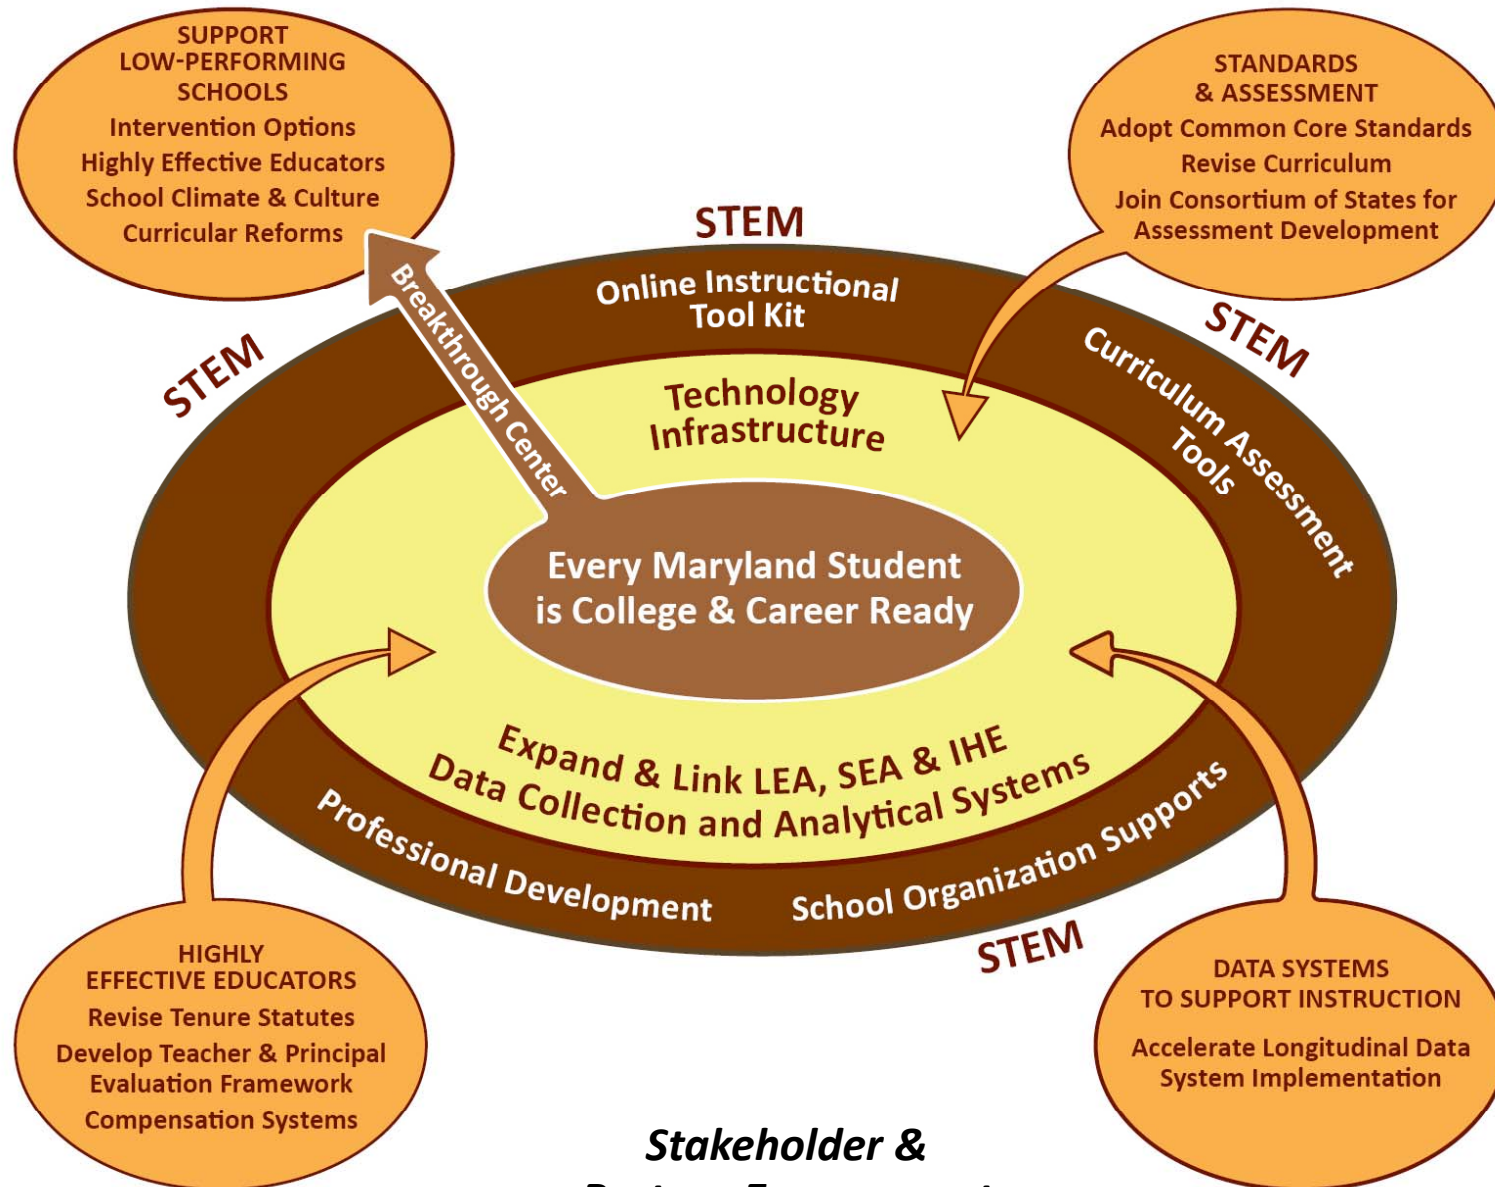 SUPPORT
LOW-PERFORMING
SCHOOLS
Intervention Options
Highly Effective Educators
School Climate & Culture
Curricular Reforms
STANDARDS
& ASSESSMENT
Adopt Common Core Standards
Revise Curriculum
Join Consortium of States for
Assessment Development
STEM
STEM
STEM
Breakthrough Center
Online Instructional
Tool Kit
Curriculum Assessment
Tools
Technology
Infrastructure
Every Maryland Student
is College & Career Ready
Expand & Link LEA, SEA & IHE
Data Collection and Analytical Systems
Professional Development
School Organization Supports
STEM
HIGHLY
EFFECTIVE EDUCATORS
Revise Tenure Statutes
Develop Teacher & Principal
Evaluation Framework
Compensation Systems
DATA SYSTEMS
TO SUPPORT INSTRUCTION
Accelerate Longitudinal Data
System Implementation
Stakeholder &